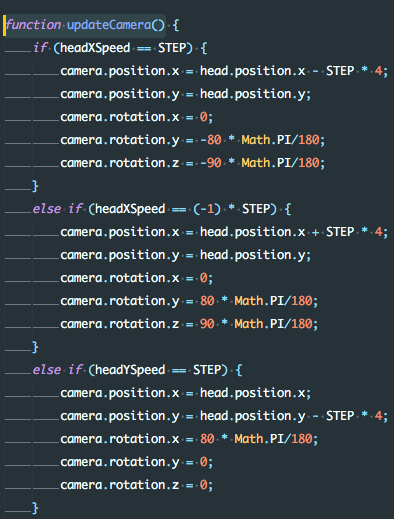 function updateCamera() {
if (headXSpeed == STEP) {
camera.position.x = head.position.x - STEP * 4;
camera.position.y = head.position.y;
camera.rotation.x = 0;
camera.rotation.y = -80 * Math.PI/180;
camera.rotation.z = -90 * Math.PI/180;
}
else if (headXSpeed == (-1) * STEP) {
camera.position.x = head.position.x + STEP * 4;
camera.position.y = head.position.y;
camera.rotation.x = 0;
camera.rotation.y = 80 * Math.PI/180;
camera.rotation.z = 90 * Math.PI/180;
}
else if (headYSpeed == STEP) {
camera.position.x = head.position.x;
camera.position.y = head.position.y - STEP * 4;
camera.rotation.x = 80 * Math.PI/180;
camera.rotation.y = 0;
camera.rotation.z = 0;
}